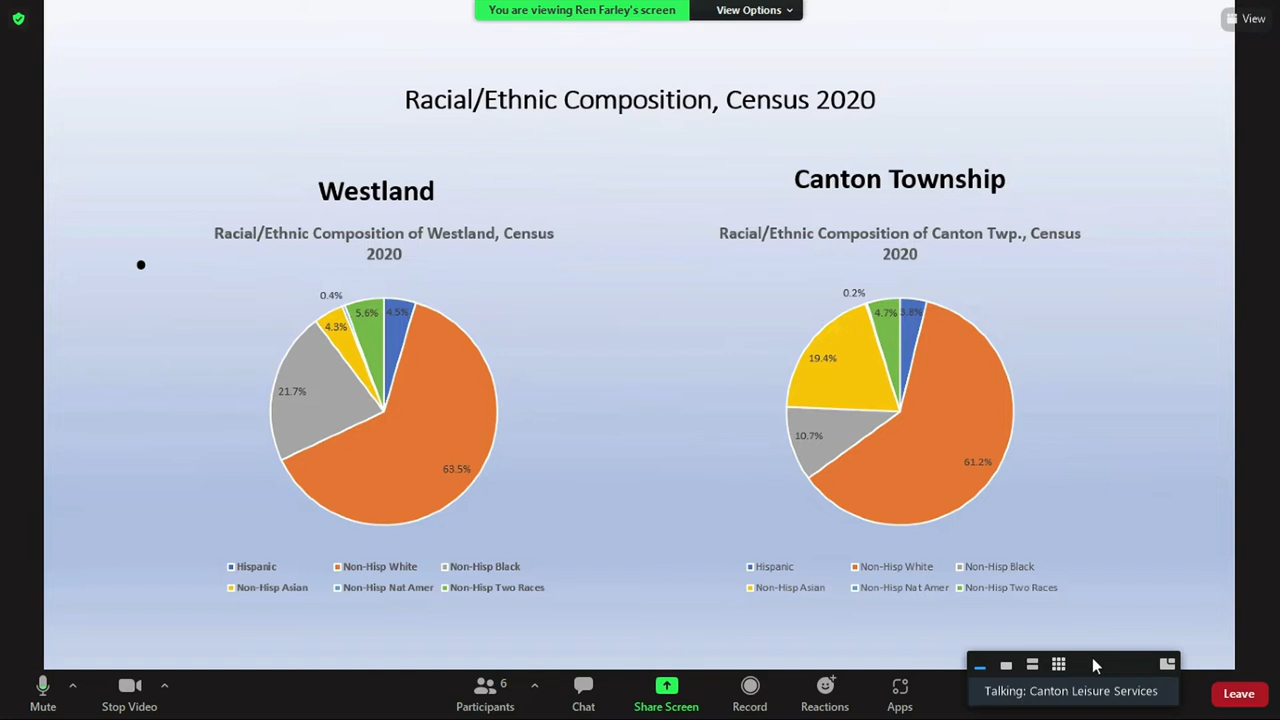 You are viewing Ren Farley's screen
View Options
View
Racial/Ethnic Composition, Census 2020
Westland
Racial/Ethnic Composition of Westland, Census
2020
0.4%
5.6%
4.5%
4.3%
21.7%
63.5%
Hispanic
Non-Hisp White
Non-Hisp Black
Non-Hisp Asian
Non-Hisp Nat Amer
Non-Hisp Two Races
Canton Township
Racial/Ethnic Composition of Canton Twp., Census
2020
0.2%
4.7%
3.8%
19.4%
10.7%
61.2%
Hispanic
Non-Hisp White
Non-Hisp Black
Non-Hisp Asian
Non-Hisp Nat Amer
Non-Hisp Two Races
Talking: Canton Leisure Services
Mute
Stop Video
6
Participants
Chat
Share Screen
Record
Reactions
Apps
Leave